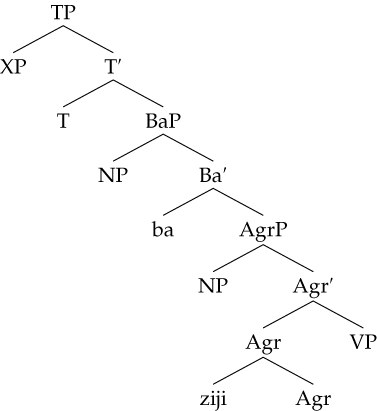 TP
XP T′
T BaP
NP Ba′
ba AgrP
NP Agr′
Agr VP
ziji Agr